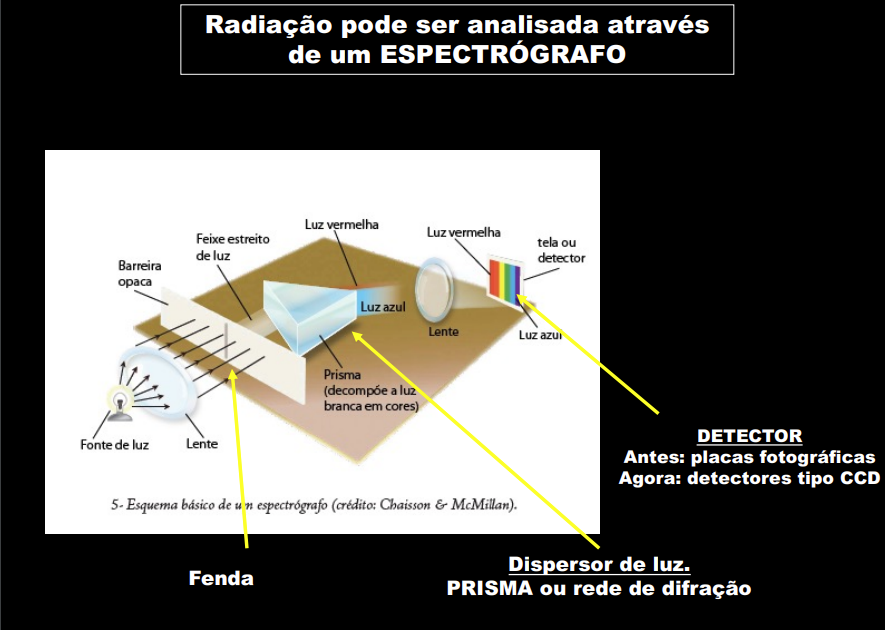 Radiação pode ser analisada através
de um ESPECTRÓGRAFO
Luz vermelha
Feixe estreito
de luz
Luz vermelha
tela ou
detector
Barreira
opaca
Luz azul
Lente
Luz azul
Prisma
(decompõe a luz
branca em cores)
Fonte de luz
Lente
5- Esquema básico de um espectrógrafo (crédito: Chaisson & McMillan).
DETECTOR
Antes: placas fotográficas
Agora: detectores tipo CCD
Fenda
Dispersor de luz.
PRISMA ou rede de difração